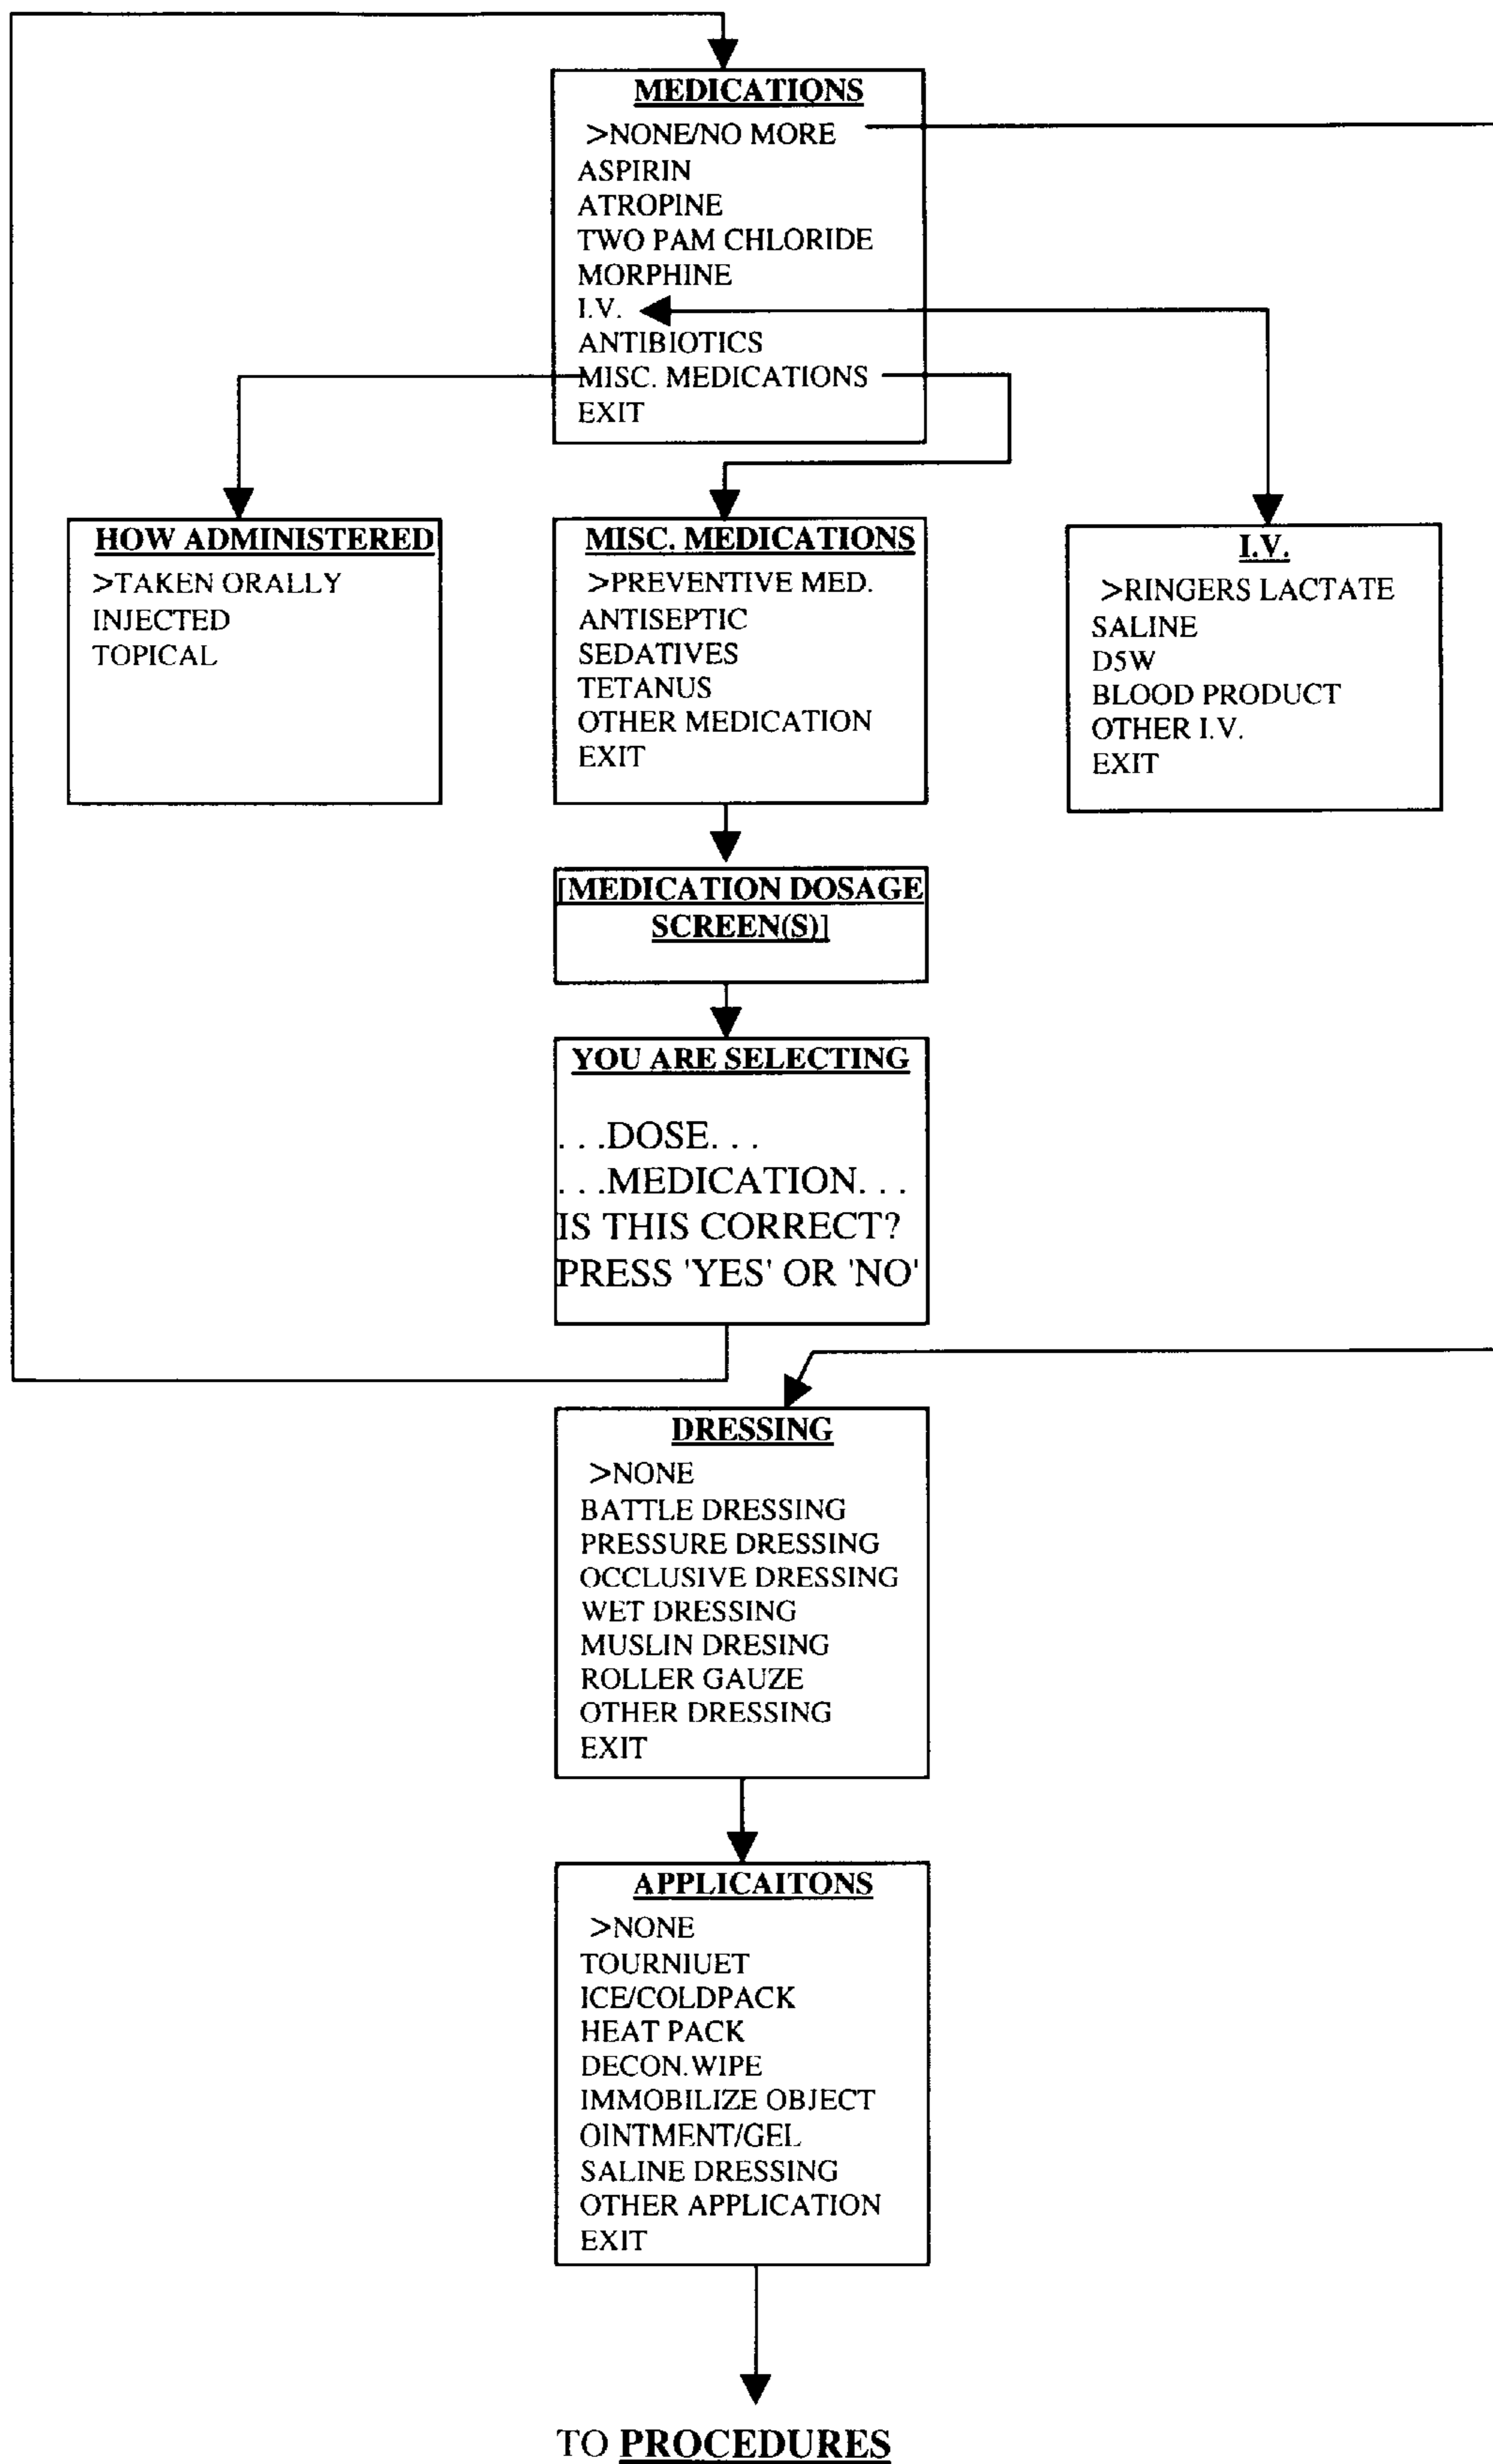 MEDICATIONS
>NONE/NO MORE
ASPIRIN
ATROPINE
TWO PAM CHLORIDE
MORPHINE
I.V.
ANTIBIOTICS
MISC. MEDICATIONS
EXIT
HOW ADMINISTERED
>TAKEN ORALLY
INJECTED
TOPICAL
MISC. MEDICATIONS
>PREVENTIVE MED.
ANTISEPTIC
SEDATIVES
TETANUS
OTHER MEDICATION
EXIT
I.V.
>RINGERS LACTATE
SALINE
D5W
BLOOD PRODUCT
OTHER I.V.
EXIT
[MEDICATION DOSAGE
SCREEN(S)]
YOU ARE SELECTING
. . .DOSE. . .
. . .MEDICATION. . .
IS THIS CORRECT?
PRESS 'YES' OR 'NO'
DRESSING
>NONE
BATTLE DRESSING
PRESSURE DRESSING
OCCLUSIVE DRESSING
WET DRESSING
MUSLIN DRESING
ROLLER GAUZE
OTHER DRESSING
EXIT
APPLICAITONS
>NONE
TOURNIUET
ICE/COLDPACK
HEAT PACK
DECON.WIPE
IMMOBILIZE OBJECT
OINTMENT/GEL
SALINE DRESSING
OTHER APPLICATION
EXIT
TO PROCEDURES